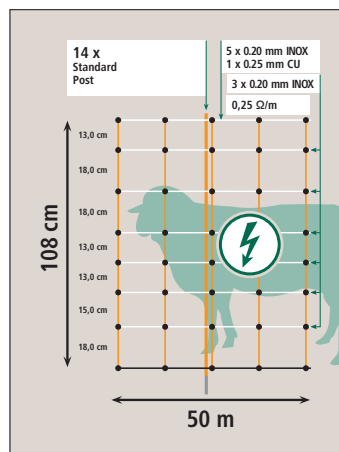 14 x
Standard
Post
5 x 0.20 mm INOX
1 x 0.25 mm CU
3 x 0.20 mm INOX
0,25 Ω/m
13,0 cm
18,0 cm
18,0 cm
13,0 cm
13,0 cm
15,0 cm
18,0 cm
108 cm
50 m